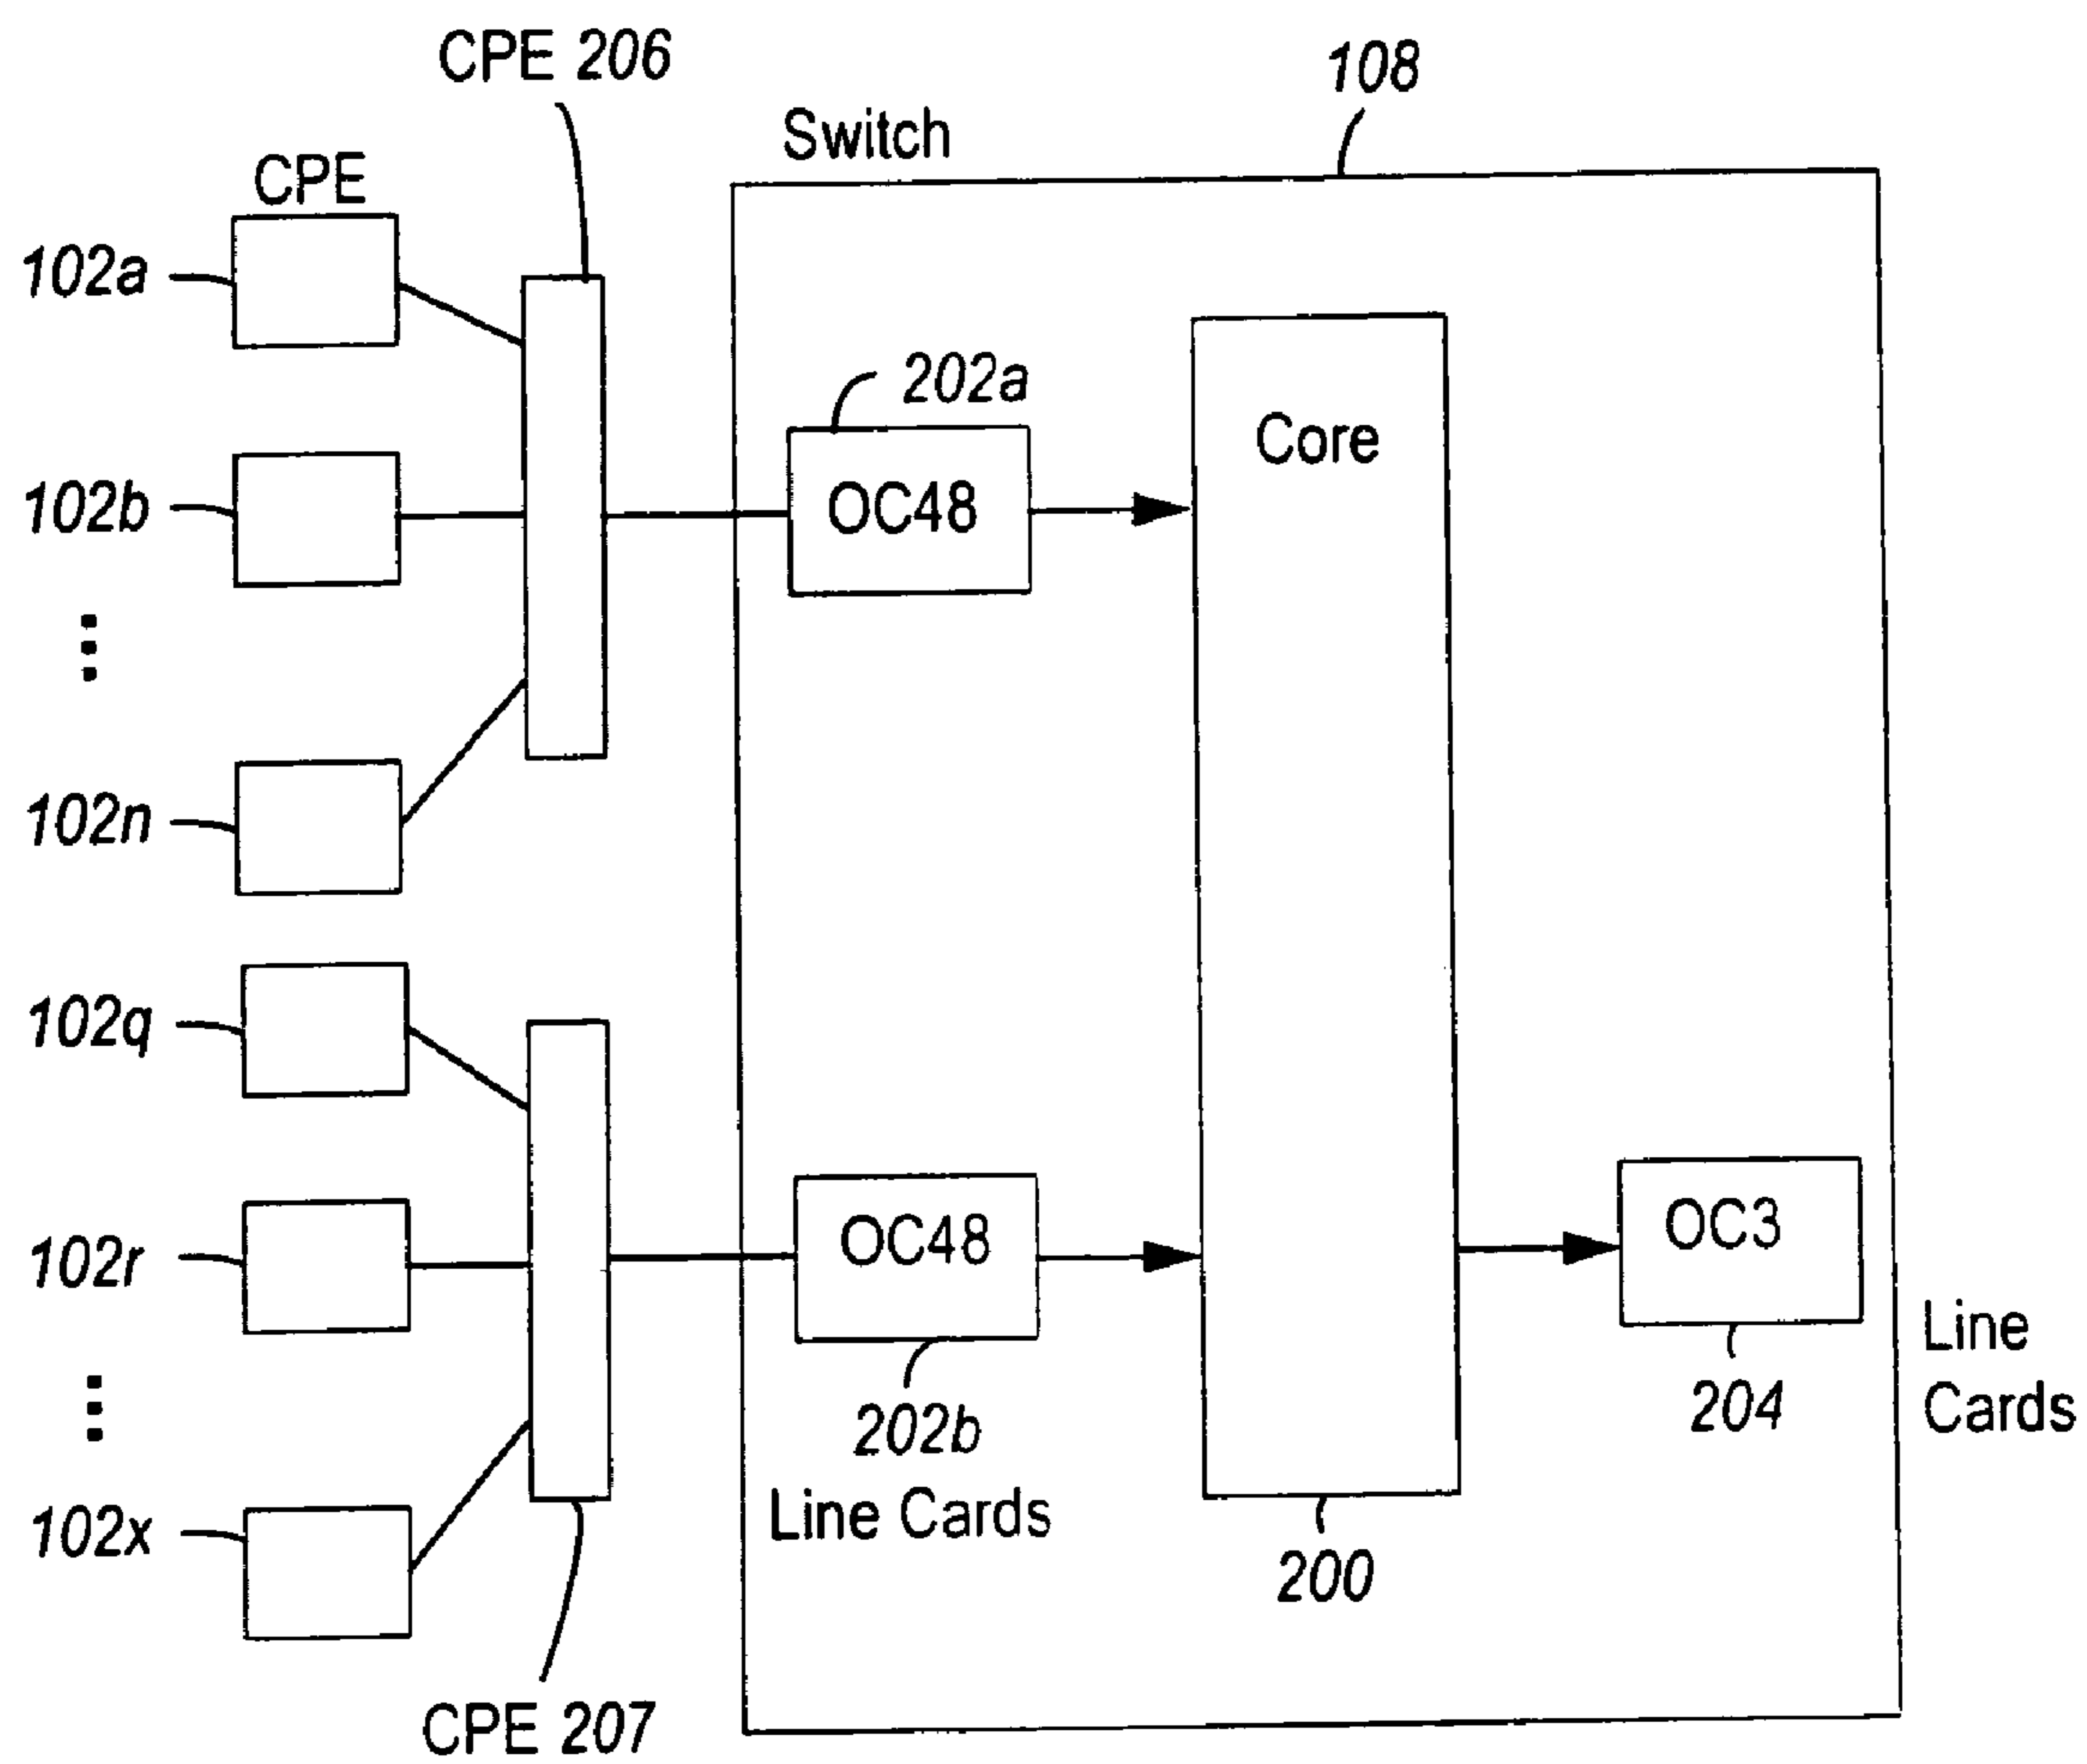 CPE 206
108
Switch
CPE
102a
202a
Core
102b
OC48
102n
102q
102r
OC48
OC3
Line
Cards
204
202b
Line Cards
102x
200
CPE 207